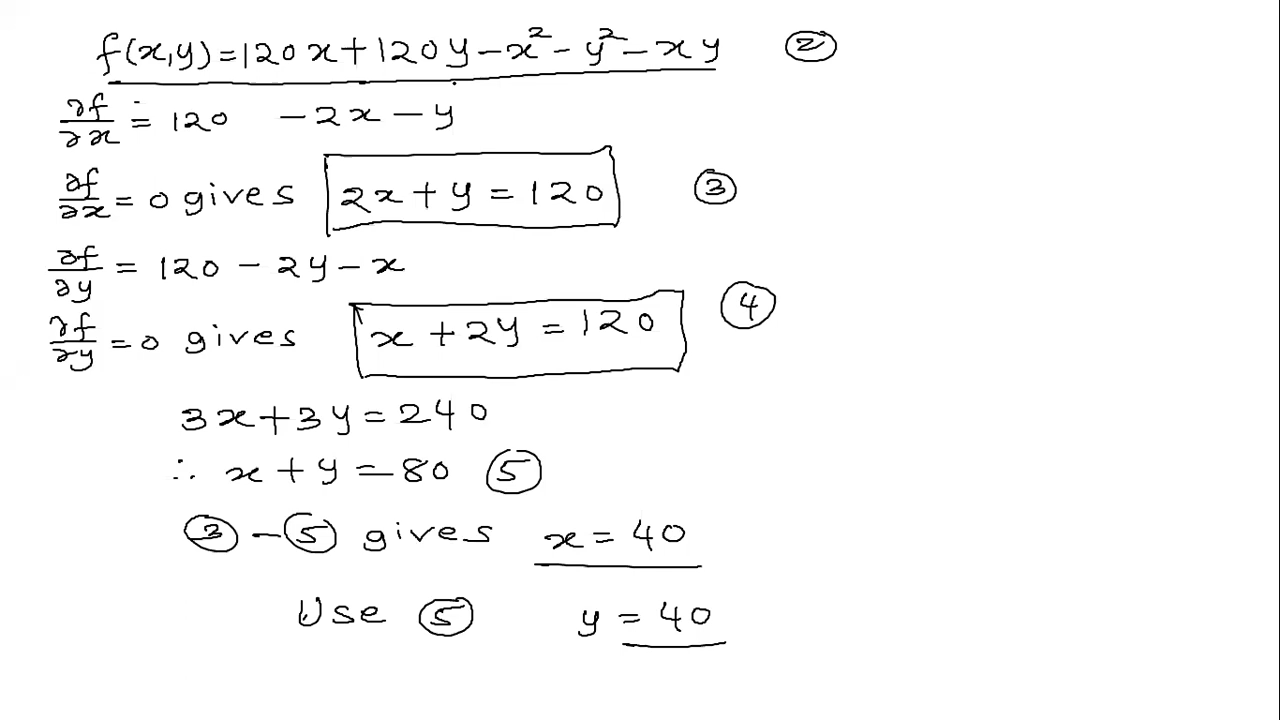 f(x,y)=120x+120y-x²-y²-xy ②
∂f/∂x = 120 -2x-y
∂f/∂x = 0 gives 2x+y=120 ③
∂f/∂y = 120-2y-x
∂f/∂y = 0 gives x+2y=120 ④
3x+3y=240
∴ x+y=80 ⑤
③-⑤ gives x=40
Use ⑤ y=40